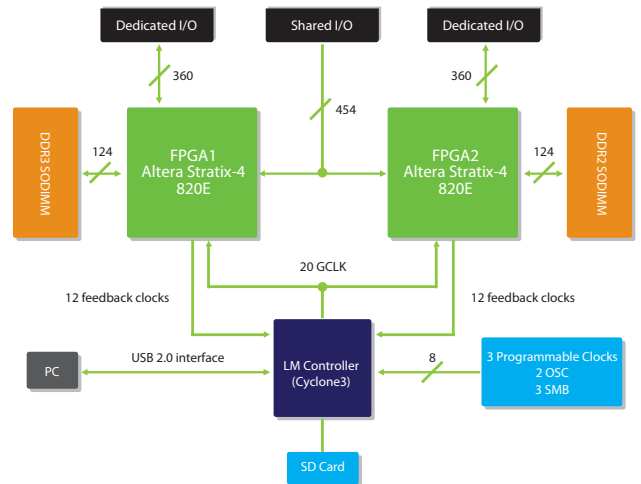 Dedicated I/O
Shared I/O
Dedicated I/O
360
360
454
DDR3 SODIMM
124
FPGA1
Altera Stratix-4
820E
FPGA2
Altera Stratix-4
820E
124
DDR2 SODIMM
20 GCLK
12 feedback clocks
12 feedback clocks
PC
USB 2.0 interface
LM Controller
(Cyclone3)
8
3 Programmable Clocks
2 OSC
3 SMB
SD Card